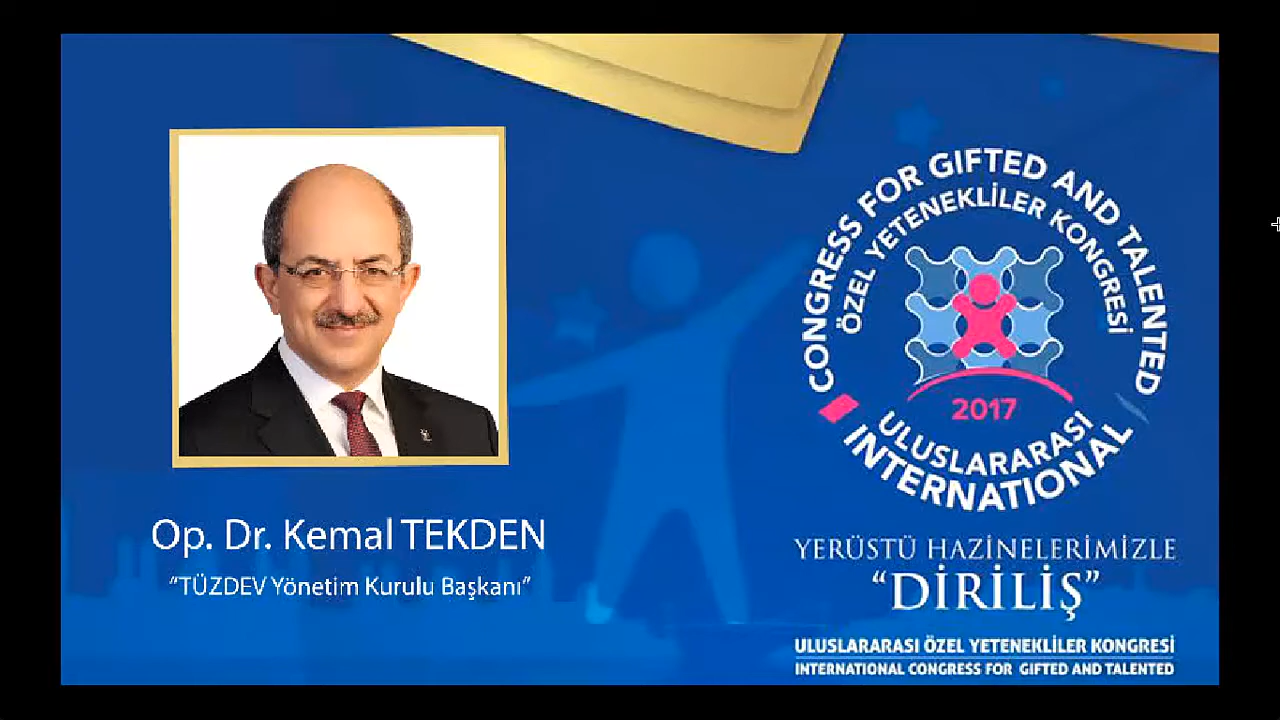 Op. Dr. Kemal TEKDEN
“TÜZDEV Yönetim Kurulu Başkanı”
CONGRESS FOR GIFTED AND TALENTED
ÖZEL YETENEKLİLER KONGRESİ
2017
ULUSLARARASI
INTERNATIONAL
YERÜSTÜ HAZİNELERİMİZLE
“DİRİLİŞ”
ULUSLARARASI ÖZEL YETENEKLİLER KONGRESİ
INTERNATIONAL CONGRESS FOR GIFTED AND TALENTED